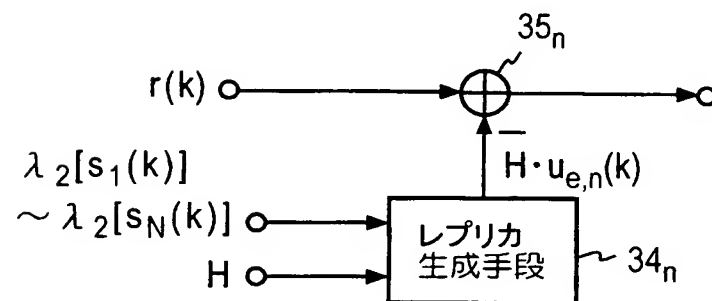 35n
r(k)
−
H・ue,n(k)
λ2[s1(k)]
～λ2[sN(k)]
H
レプリカ
生成手段
34n